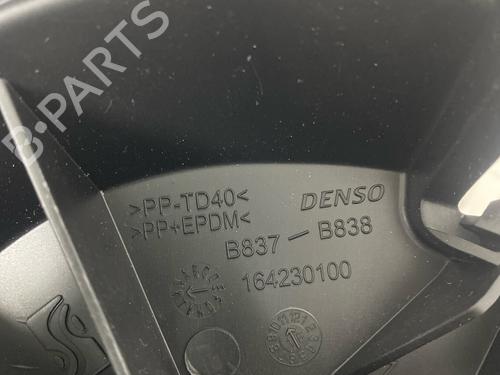 B-PARTS
>PP-TD40<
>PP+EPDM<
DENSO
B837-B838
164230100